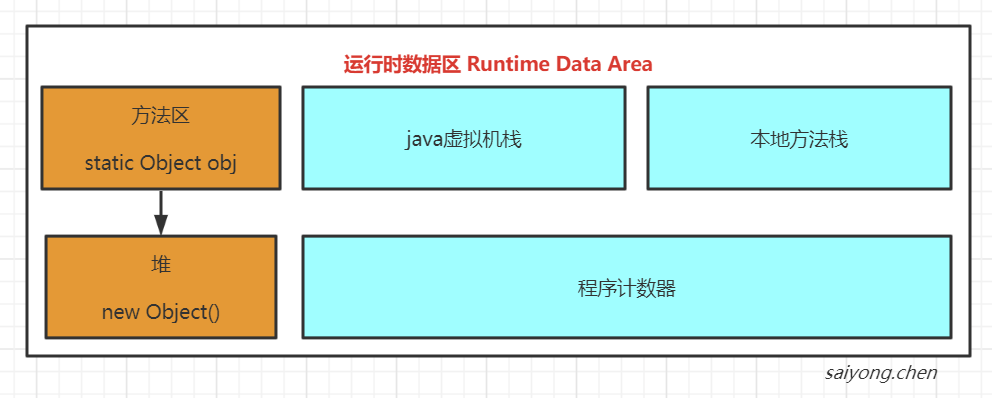 运行时数据区 Runtime Data Area
方法区
static Object obj
java虚拟机栈
本地方法栈
堆
new Object()
程序计数器
saiyong.chen